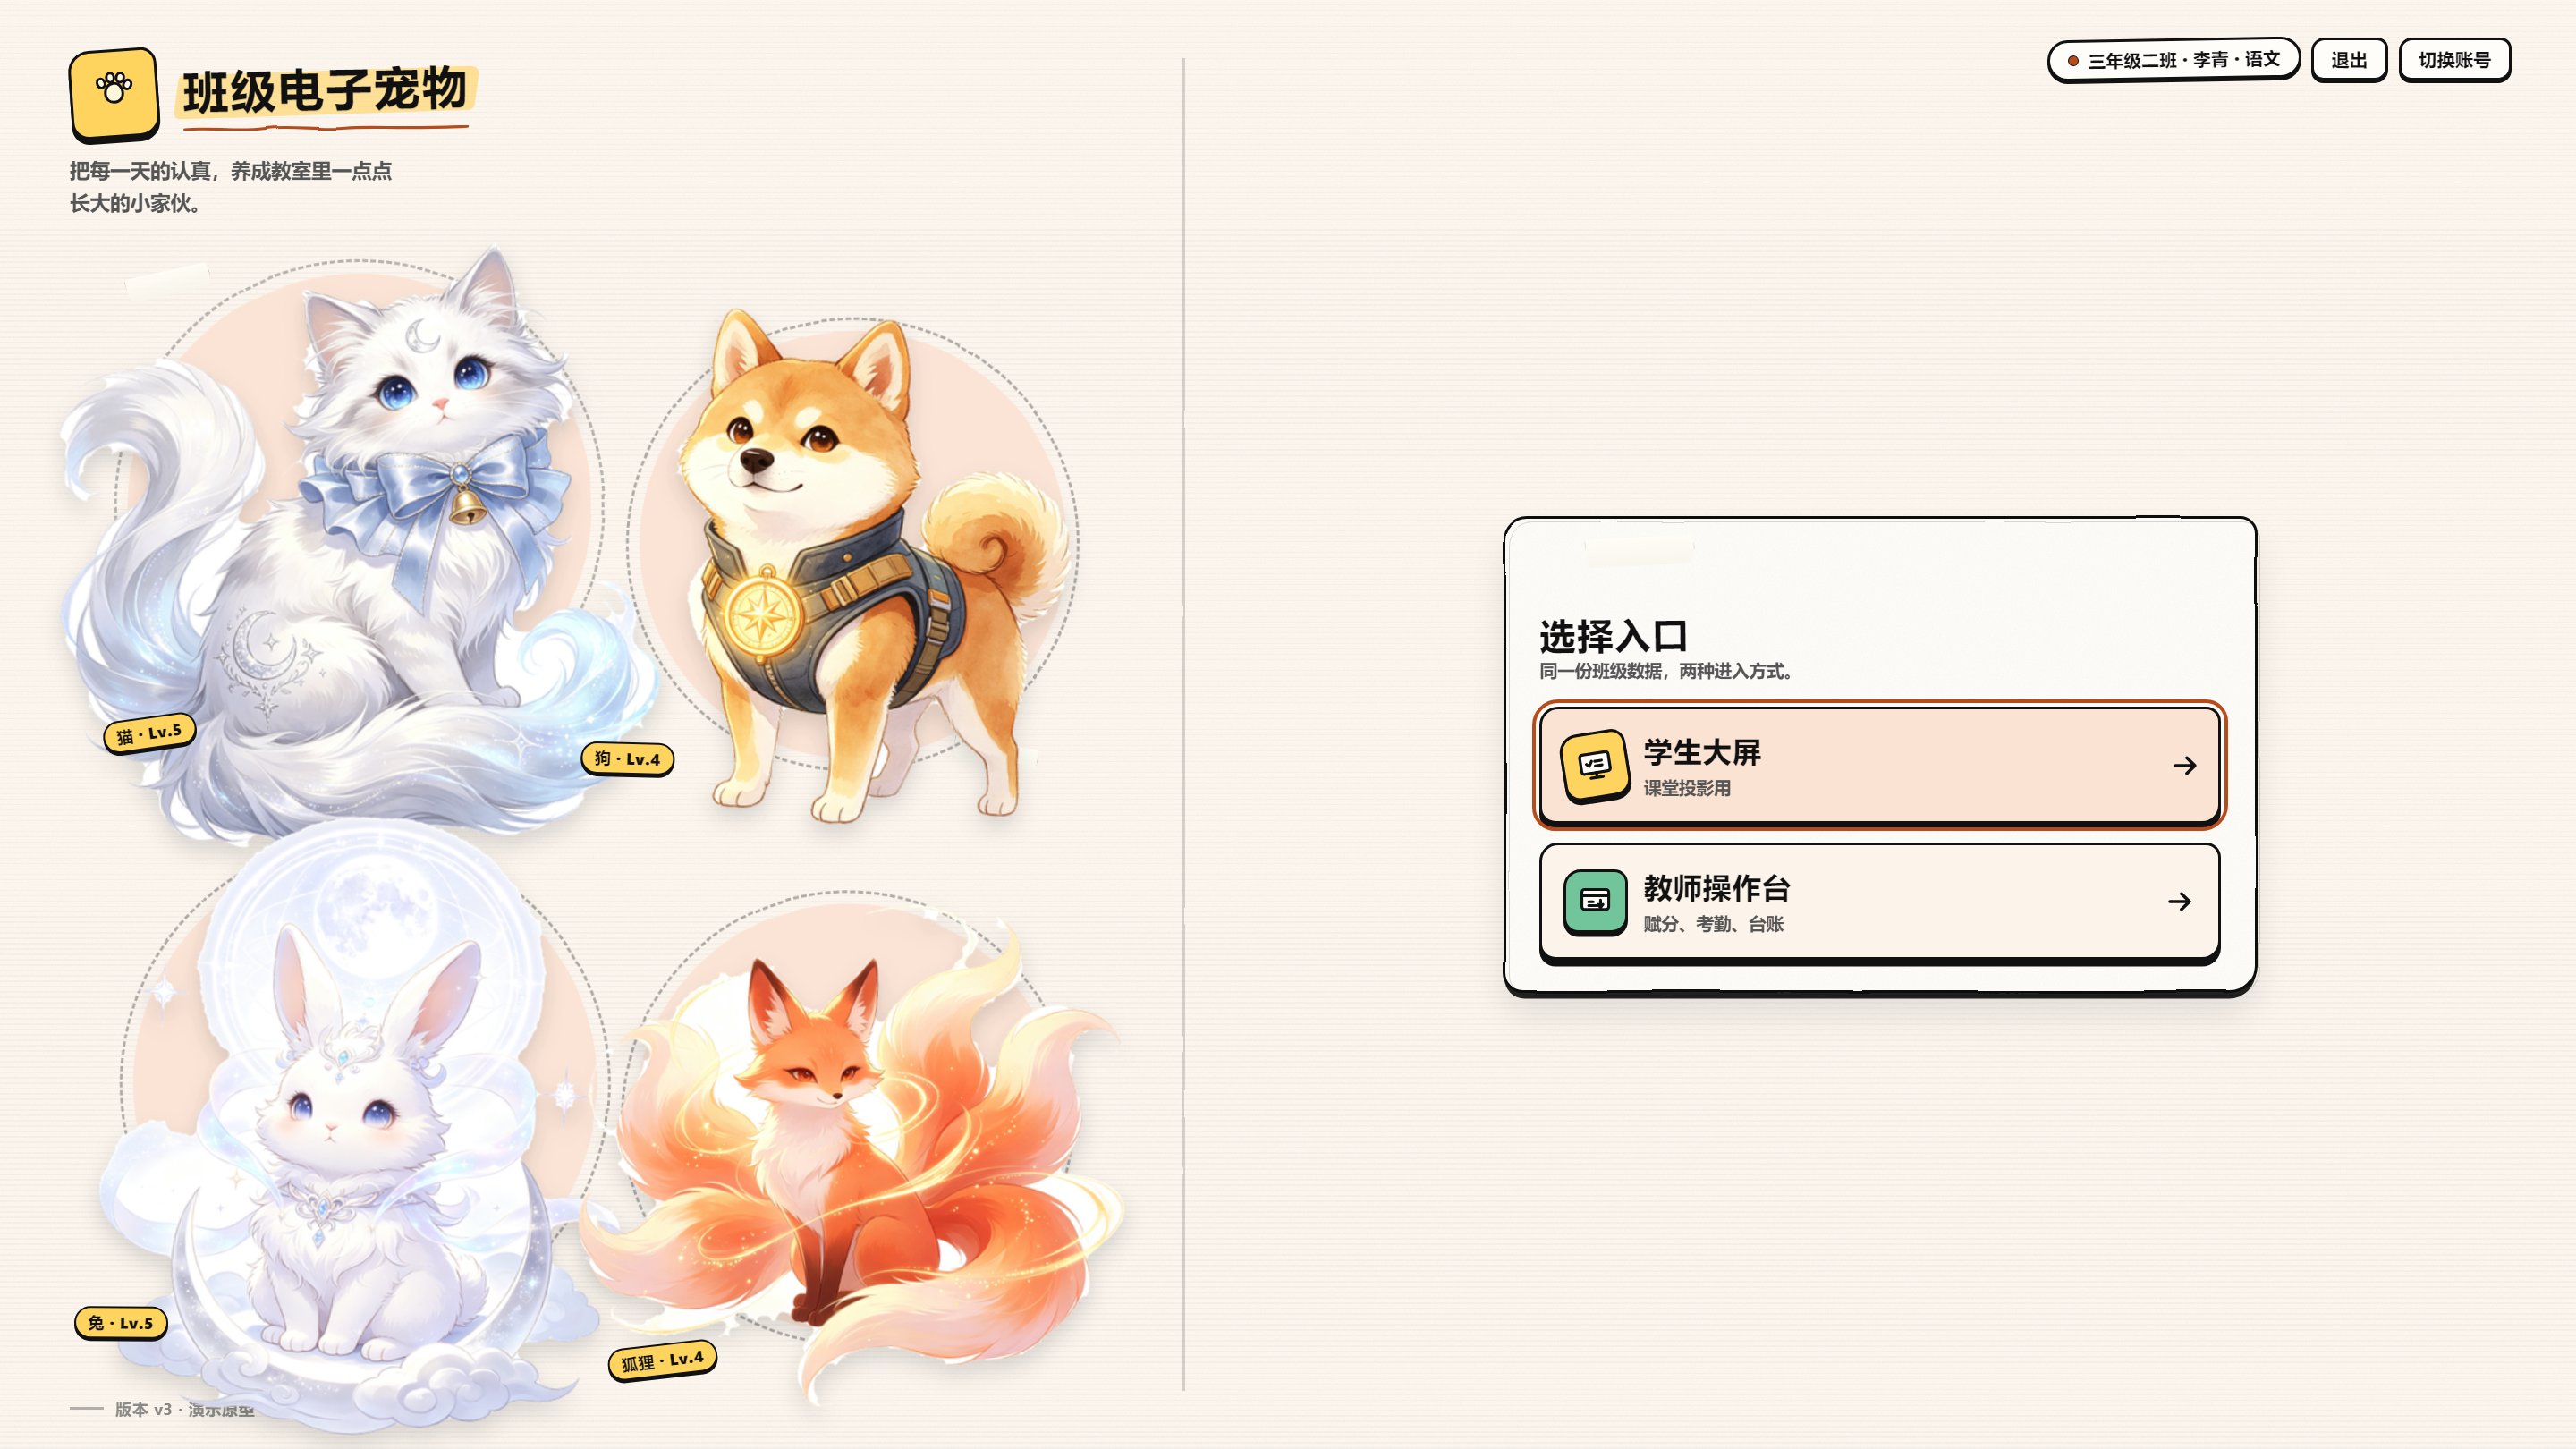 班级电子宠物
把每一天的认真，养成教室里一点点
长大的小家伙。
猫 · Lv.5
狗 · Lv.4
兔 · Lv.5
狐狸 · Lv.4
版本 v3 · 演示原型
三年级二班 · 李青 · 语文
退出
切换账号
选择入口
同一份班级数据，两种进入方式。
学生大屏
课堂投影用
教师操作台
赋分、考勤、台账